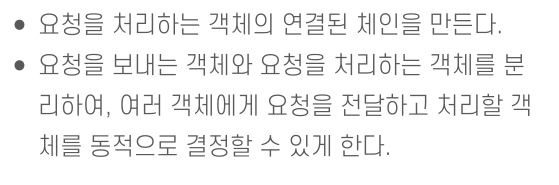 • 요청을 처리하는 객체의 연결된 체인을 만든다.
• 요청을 보내는 객체와 요청을 처리하는 객체를 분
리하여, 여러 객체에게 요청을 전달하고 처리할 객
체를 동적으로 결정할 수 있게 한다.